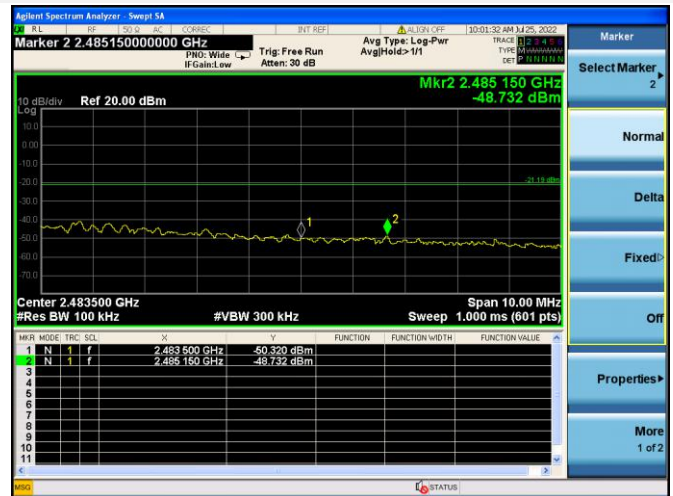 Agilent Spectrum Analyzer - Swept SA
RL RF 50 Ω AC CORREC INT REF ALIGN OFF 10:01:32 AM Jul 25, 2022
Marker 2 2.485150000000 GHz
PNO: Wide
IFGain:Low
Trig: Free Run
Atten: 30 dB
Avg Type: Log-Pwr
Avg|Hold:>1/1
TRACE 1 2 3 4 5 6
TYPE M
DET P N N N N N
Mkr2 2.485 150 GHz
-48.732 dBm
10 dB/div Ref 20.00 dBm
Log
10.0
0.00
-10.0
-20.0
-21.19 dBm
-30.0
-40.0
-50.0
-60.0
-70.0
1
2
Center 2.483500 GHz Span 10.00 MHz
#Res BW 100 kHz #VBW 300 kHz Sweep 1.000 ms (601 pts)
MKR MODE TRC SCL X Y FUNCTION FUNCTION WIDTH FUNCTION VALUE
1 N 1 f 2.483 500 GHz -50.320 dBm
2 N 1 f 2.485 150 GHz -48.732 dBm
3
4
5
6
7
8
9
10
11
MSG STATUS
Marker
Select Marker
2
Normal
Delta
Fixed
Off
Properties
More
1 of 2